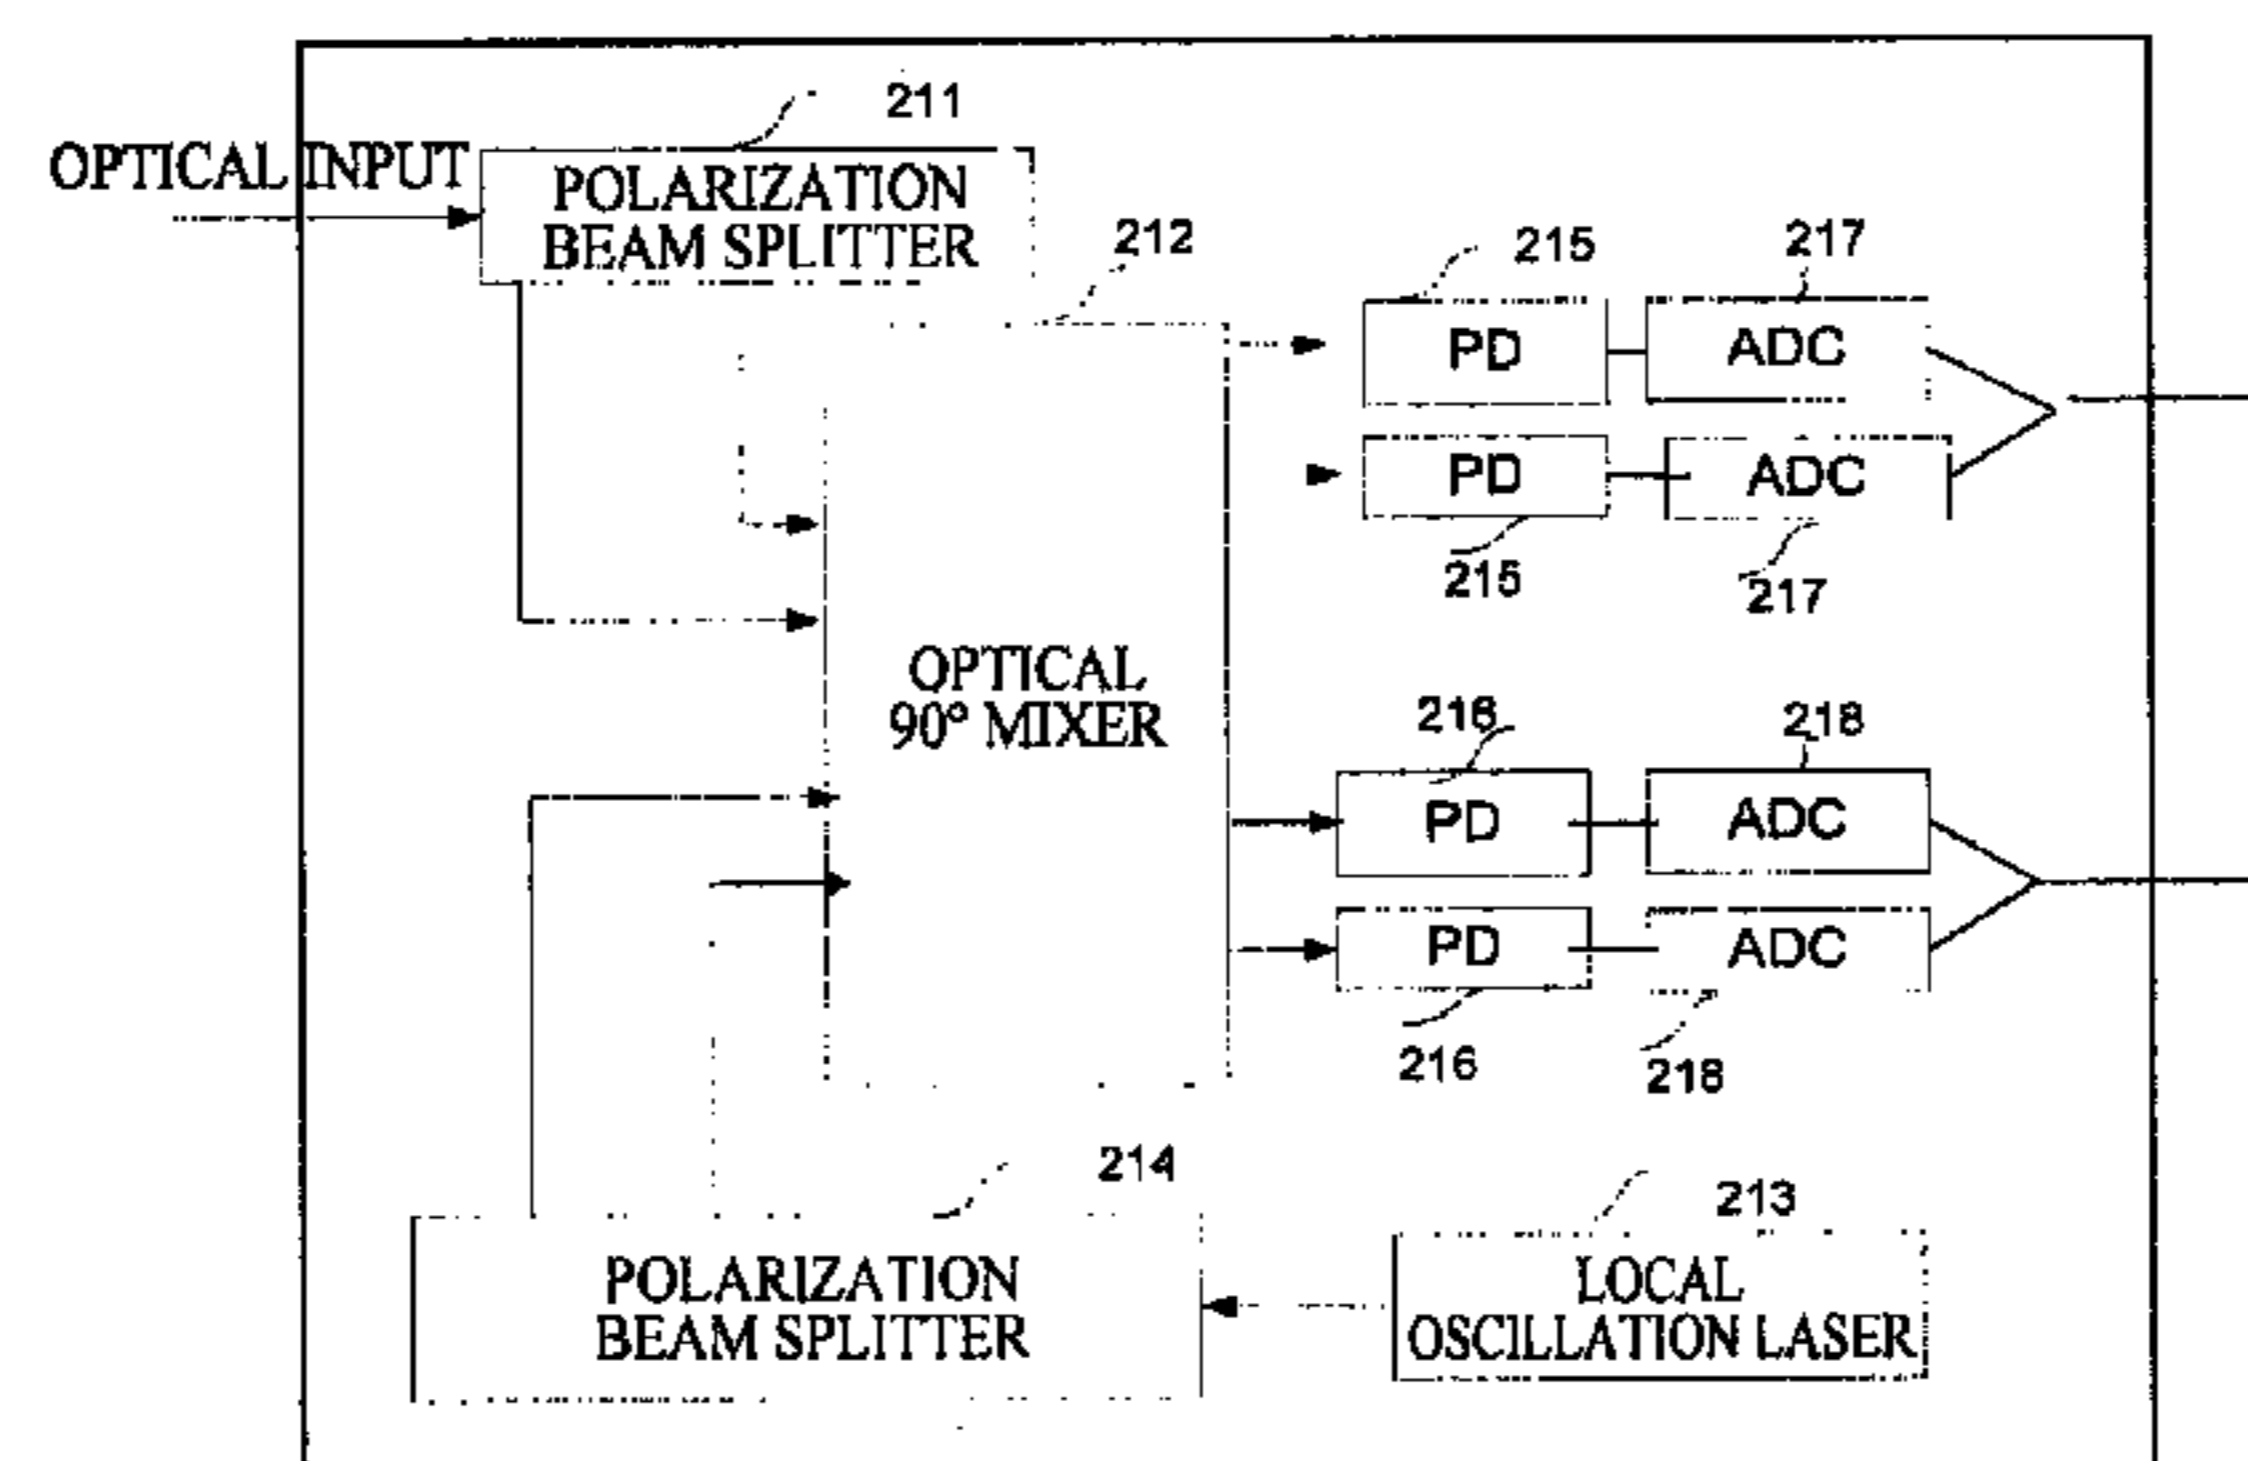 211
OPTICAL INPUT
POLARIZATION
BEAM SPLITTER
212
215
217
PD
ADC
PD
ADC
215
217
OPTICAL
90° MIXER
216
218
PD
ADC
PD
ADC
216
218
214
213
POLARIZATION
BEAM SPLITTER
LOCAL
OSCILLATION LASER